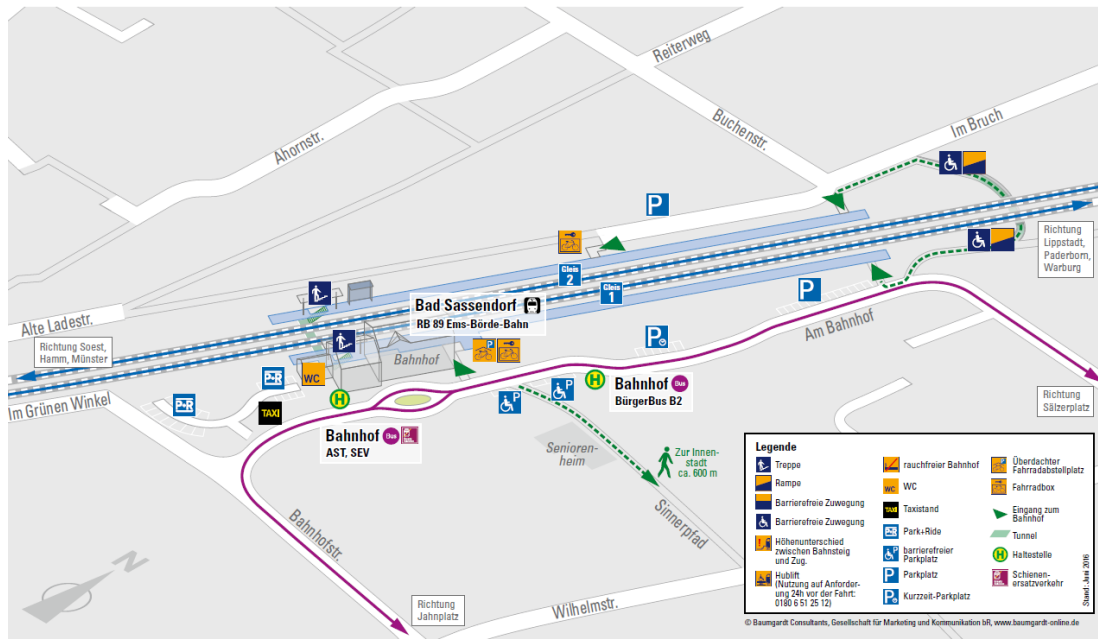 Reiterweg
Ahornstr.
Buchenstr.
Im Bruch
P
Gleis
2
Gleis
1
Richtung
Lippstadt,
Paderborn,
Warburg
Bad Sassendorf
RB 89 Ems-Börde-Bahn
Alte Ladestr.
Richtung Soest,
Hamm, Münster
P
Am Bahnhof
P
Bahnhof
P
P+R
WC
H
Im Grünen Winkel
P+R
TAXI
P
P
H
Bahnhof Bus
BürgerBus B2
Richtung
Sälzerplatz
Bahnhof Bus
AST, SEV
Senioren-
heim
Zur Innen-
stadt
ca. 600 m
Sinnerpfad
Bahnhofstr.
Richtung
Jahnplatz
Wilhelmstr.
Legende
Treppe
Rampe
Barrierefreie Zuwegung
Barrierefreie Zuwegung
Höhenunterschied
zwischen Bahnsteig
und Zug.
Hublift
(Nutzung auf Anforder-
ung 24h vor der Fahrt:
0180 6 51 25 12)
rauchfreier Bahnhof
WC WC
TAXI Taxistand
P+R Park+Ride
P barrierefreier
Parkplatz
P Parkplatz
P Kurzzeit-Parkplatz
Überdachter
Fahrradabstellplatz
Fahrradbox
Eingang zum
Bahnhof
Tunnel
H Haltestelle
Schienen-
ersatzverkehr
Stand: Juni 2016
© Baumgardt Consultants, Gesellschaft für Marketing und Kommunikation bR, www.baumgardt-online.de